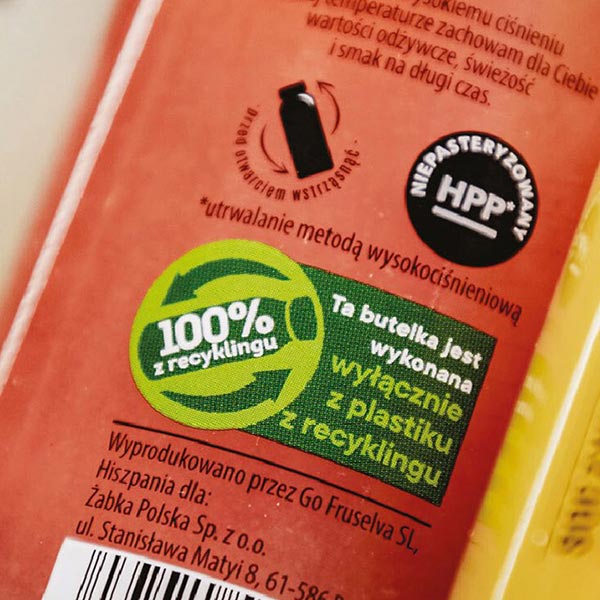 wysokiemu ciśnieniu
temperaturze zachowam dla Ciebie
wartości odżywcze, świeżość
i smak na długi czas.
Przed otwarciem wstrząsnąć.
NIEPASTERYZOWANY
HPP*
*utrwalanie metodą wysokociśnieniową
100%
z recyklingu
Ta butelka jest
wykonana
wyłącznie
z plastiku
z recyklingu
Wyprodukowano przez Go Fruselva SL,
Hiszpania dla:
Żabka Polska Sp. z o.o.
ul. Stanisława Matyi 8, 61-586